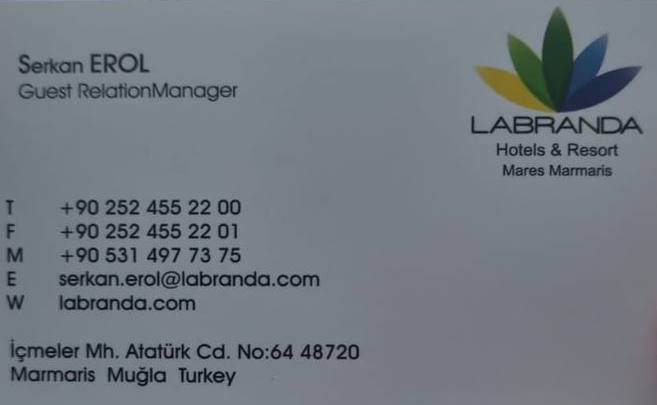 Serkan EROL
Guest RelationManager
LABRANDA
Hotels & Resort
Mares Marmaris
T +90 252 455 22 00
F +90 252 455 22 01
M +90 531 497 73 75
E serkan.erol@labranda.com
W labranda.com
İçmeler Mh. Atatürk Cd. No:64 48720
Marmaris Muğla Turkey